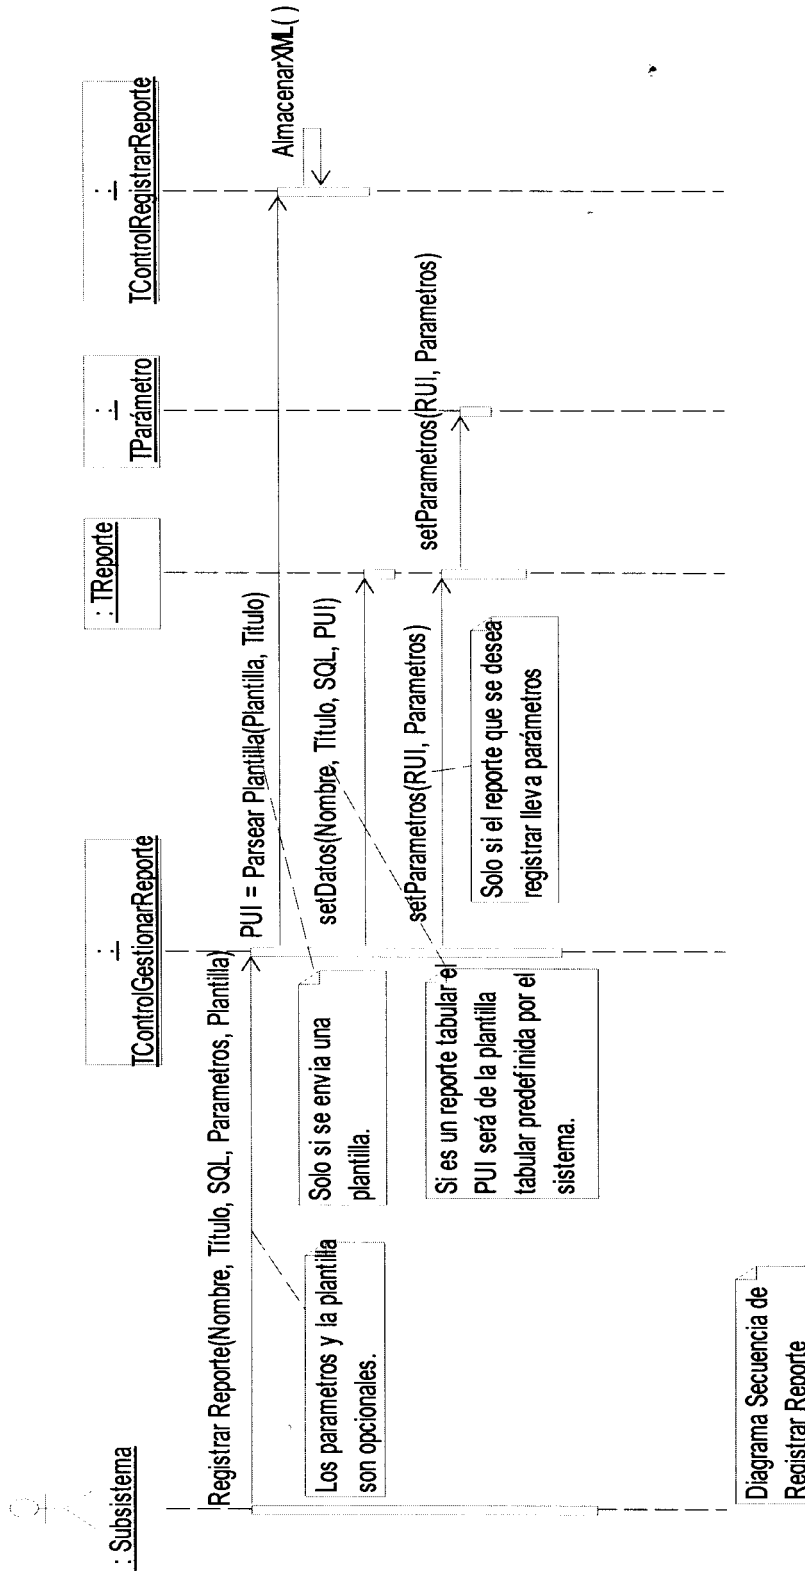 : Subsistema
: TControlGestionarReporte
: TReporte
: TParámetro
: TControlRegistrarReporte
Registrar Reporte(Nombre, Título, SQL, Parametros, Plantilla)
Los parametros y la plantilla
son opcionales.
PUI = Parsear Plantilla(Plantilla, Título)
AlmacenarXML( )
Solo si se envia una
plantilla.
setDatos(Nombre, Título, SQL, PUI)
Si es un reporte tabular el
PUI será de la plantilla
tabular predefinida por el
sistema.
setParametros(RUI, Parametros)
setParametros(RUI, Parametros)
Solo si el reporte que se desea
registrar lleva parámetros
Diagrama Secuencia de
Registrar Reporte